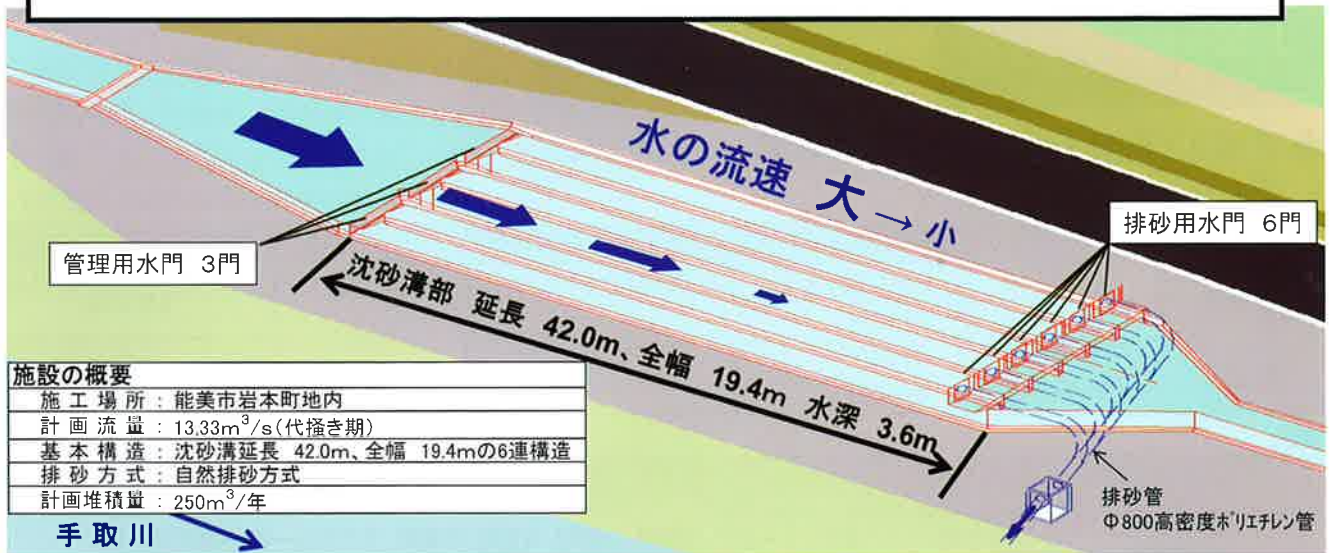 水の流速 大→小
排砂用水門 6門
管理用水門 3門
沈砂溝部 延長 42.0m、全幅 19.4m 水深 3.6m
施設の概要
施工場所：能美市岩本町地内
計画流量：13.33m³/s(代掻き期)
基本構造：沈砂溝延長 42.0m、全幅 19.4mの6連構造
排砂方式：自然排砂方式
計画堆積量：250m³/年
手取川
排砂管
Φ800高密度ポリエチレン管